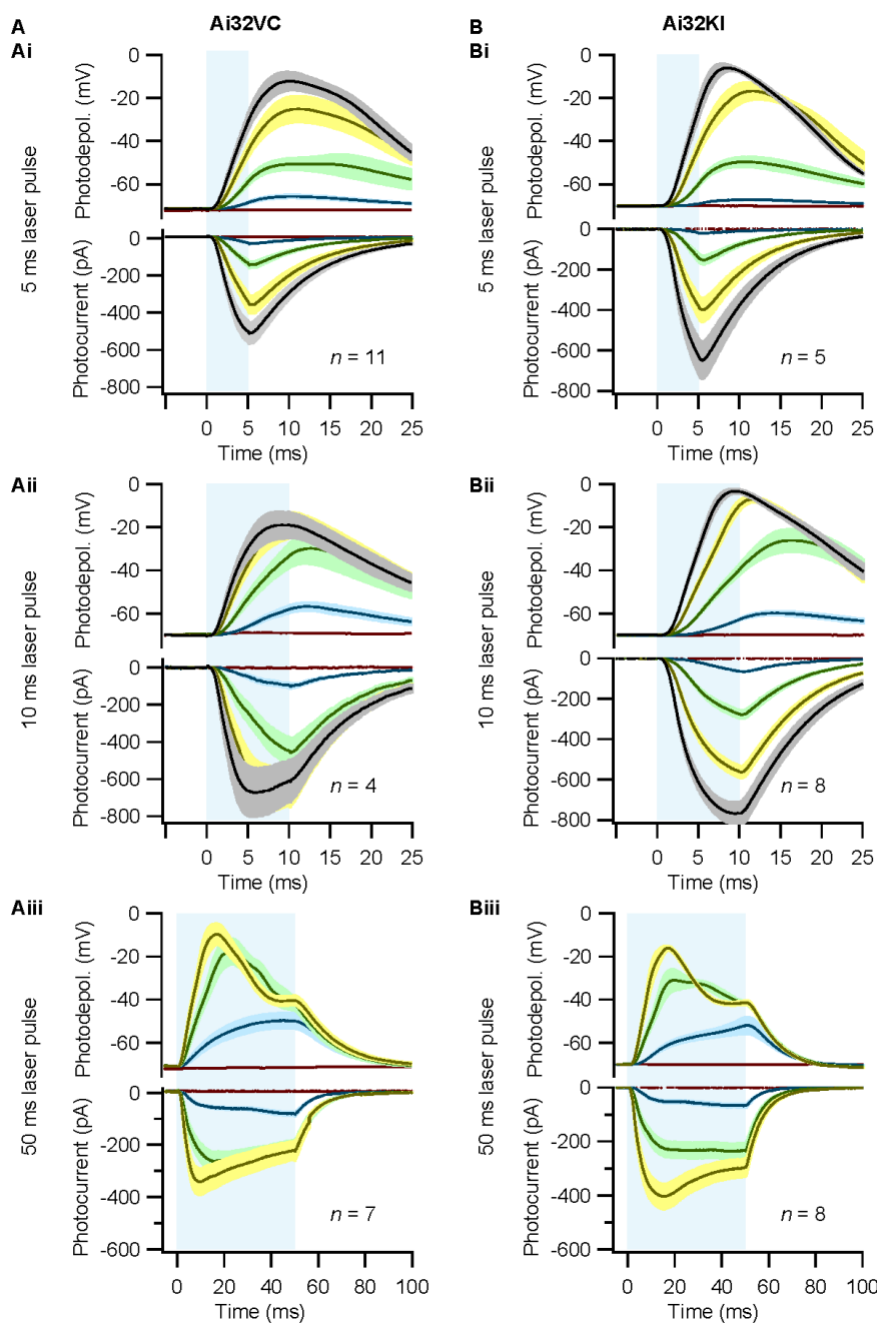 A
Ai32VC
B
Ai32KI
Ai
5 ms laser pulse
Photodepol. (mV)
0
-20
-40
-60
Photocurrent (pA)
0
-200
-400
-600
-800
n = 11
0 5 10 15 20 25
Time (ms)
Bi
5 ms laser pulse
Photodepol. (mV)
0
-20
-40
-60
Photocurrent (pA)
0
-200
-400
-600
-800
n = 5
0 5 10 15 20 25
Time (ms)
Aii
10 ms laser pulse
Photodepol. (mV)
0
-20
-40
-60
Photocurrent (pA)
0
-200
-400
-600
-800
n = 4
0 5 10 15 20 25
Time (ms)
Bii
10 ms laser pulse
Photodepol. (mV)
0
-20
-40
-60
Photocurrent (pA)
0
-200
-400
-600
-800
n = 8
0 5 10 15 20 25
Time (ms)
Aiii
50 ms laser pulse
Photodepol. (mV)
0
-20
-40
-60
Photocurrent (pA)
0
-200
-400
-600
n = 7
0 20 40 60 80 100
Time (ms)
Biii
50 ms laser pulse
Photodepol. (mV)
0
-20
-40
-60
Photocurrent (pA)
0
-200
-400
-600
n = 8
0 20 40 60 80 100
Time (ms)